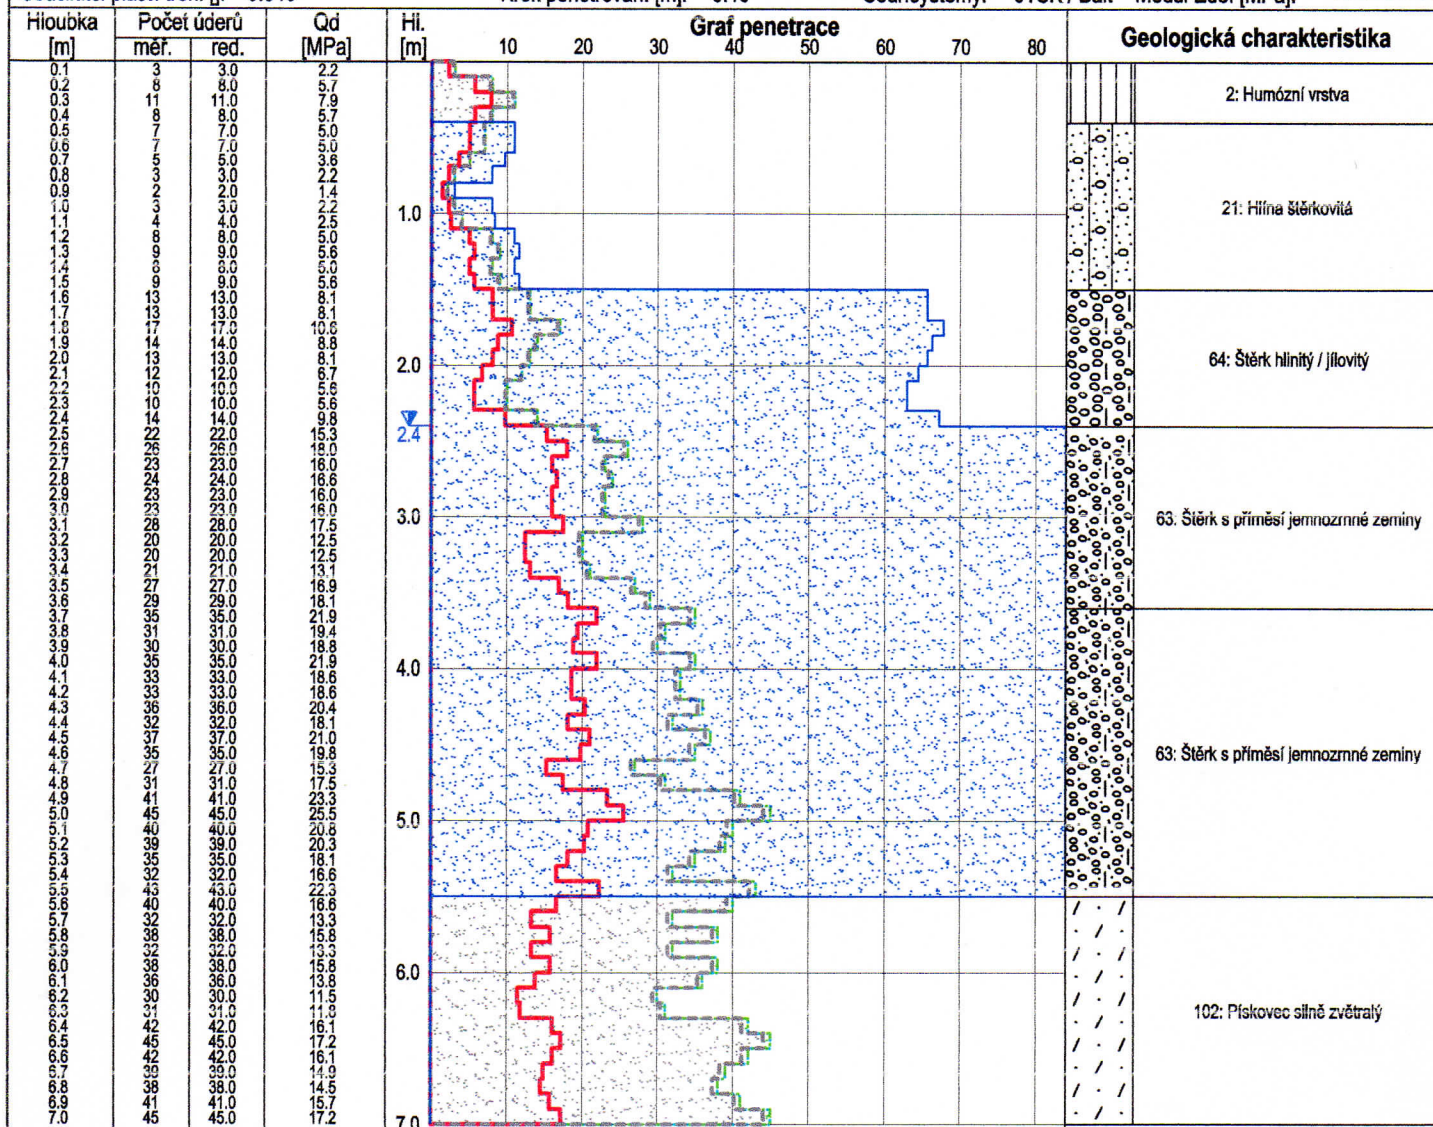 Hloubka Počet úderů Qd Hl. Graf penetrace Geologická charakteristika
[m] měř. red. [MPa] [m] 10 20 30 40 50 60 70 80
0.1 3 3.0 2.2
0.2 8 8.0 5.7
0.3 11 11.0 7.9 2: Humózní vrstva
0.4 8 8.0 5.7
0.5 7 7.0 5.0
0.6 7 7.0 5.0
0.7 5 5.0 3.6
0.8 3 3.0 2.2
0.9 2 2.0 1.4
1.0 3 3.0 2.2 1.0 21: Hlína štěrkovitá
1.1 4 4.0 2.5
1.2 8 8.0 5.0
1.3 9 9.0 5.6
1.4 8 8.0 5.0
1.5 9 9.0 5.6
1.6 13 13.0 8.1
1.7 13 13.0 8.1
1.8 17 17.0 10.6
1.9 14 14.0 8.8
2.0 13 13.0 8.1 2.0 64: Štěrk hlinitý / jílovitý
2.1 12 12.0 6.7
2.2 10 10.0 5.6
2.3 10 10.0 5.6
2.4 14 14.0 9.8
2.5 22 22.0 15.3 2.4
2.6 26 26.0 18.0
2.7 23 23.0 16.0
2.8 24 24.0 16.6
2.9 23 23.0 16.0
3.0 23 23.0 16.0 3.0 63: Štěrk s příměsí jemnozrnné zeminy
3.1 28 28.0 17.5
3.2 20 20.0 12.5
3.3 20 20.0 12.5
3.4 21 21.0 13.1
3.5 27 27.0 16.9
3.6 29 29.0 18.1
3.7 35 35.0 21.9
3.8 31 31.0 19.4
3.9 30 30.0 18.8
4.0 35 35.0 21.9 4.0
4.1 33 33.0 18.6
4.2 33 33.0 18.6
4.3 36 36.0 20.4
4.4 32 32.0 18.1
4.5 37 37.0 21.0
4.6 35 35.0 19.8 63: Štěrk s příměsí jemnozrnné zeminy
4.7 27 27.0 15.3
4.8 31 31.0 17.5
4.9 41 41.0 23.3
5.0 45 45.0 25.5 5.0
5.1 40 40.0 20.8
5.2 39 39.0 20.3
5.3 35 35.0 18.1
5.4 32 32.0 16.6
5.5 43 43.0 22.3
5.6 40 40.0 16.6
5.7 32 32.0 13.3
5.8 38 38.0 15.8
5.9 32 32.0 13.3
6.0 38 38.0 15.8 6.0
6.1 36 36.0 13.8
6.2 30 30.0 11.5
6.3 31 31.0 11.8 102: Pískovec silně zvětralý
6.4 42 42.0 16.1
6.5 45 45.0 17.2
6.6 42 42.0 16.1
6.7 39 39.0 14.9
6.8 38 38.0 14.5
6.9 41 41.0 15.7
7.0 45 45.0 17.2 7.0